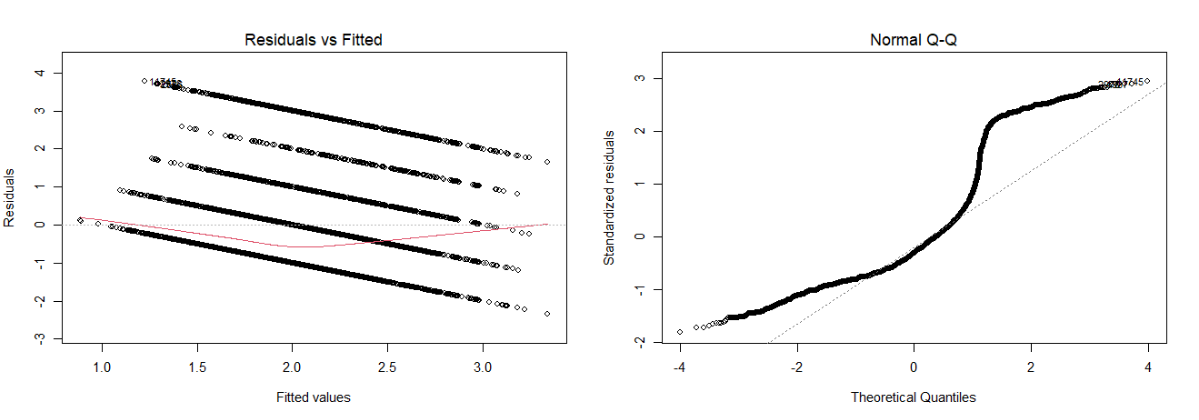 Residuals vs Fitted
Residuals
4
3
2
1
0
-1
-2
-3
1.0 1.5 2.0 2.5 3.0
Fitted values
Normal Q-Q
Standardized residuals
3
2
1
0
-1
-2
-4 -2 0 2 4
Theoretical Quantiles